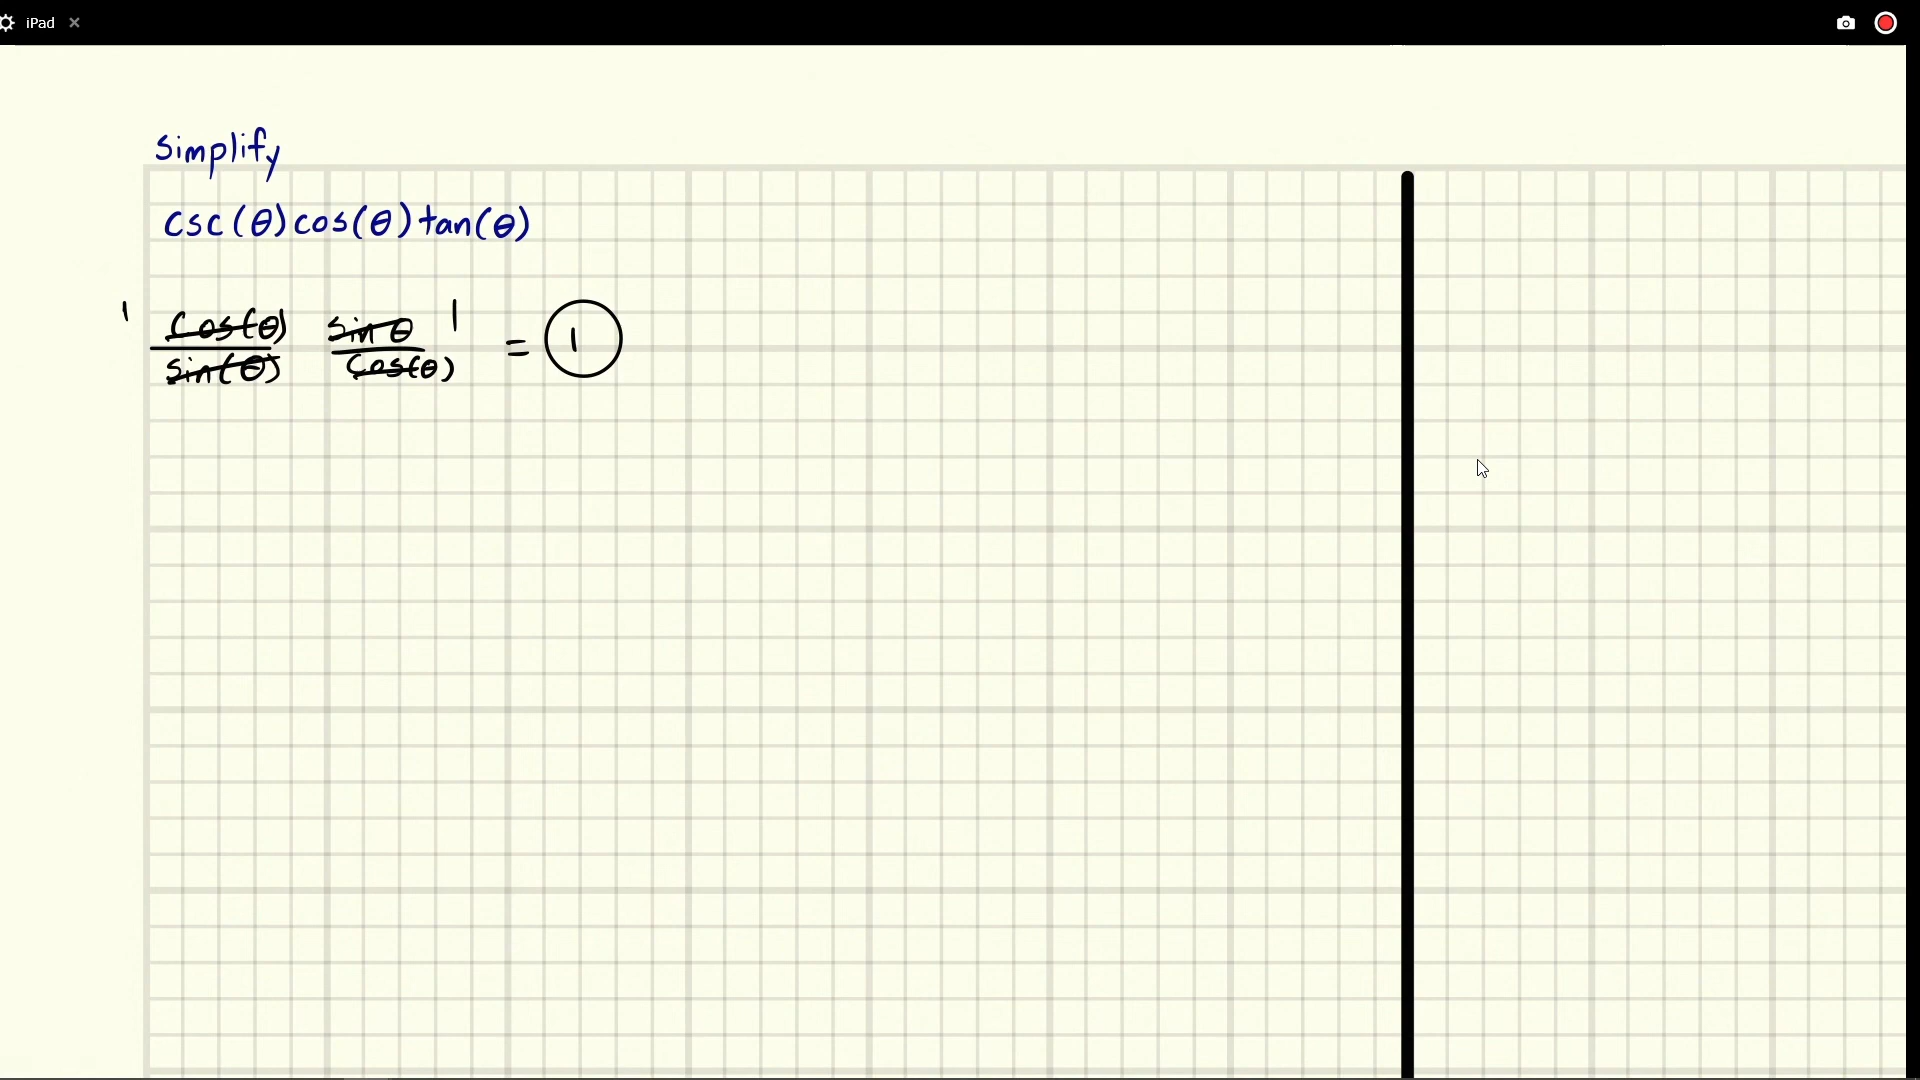 iPad
Simplify
csc(θ)cos(θ)tan(θ)
1 cos(θ)/sin(θ) sinθ/cos(θ) 1 = 1